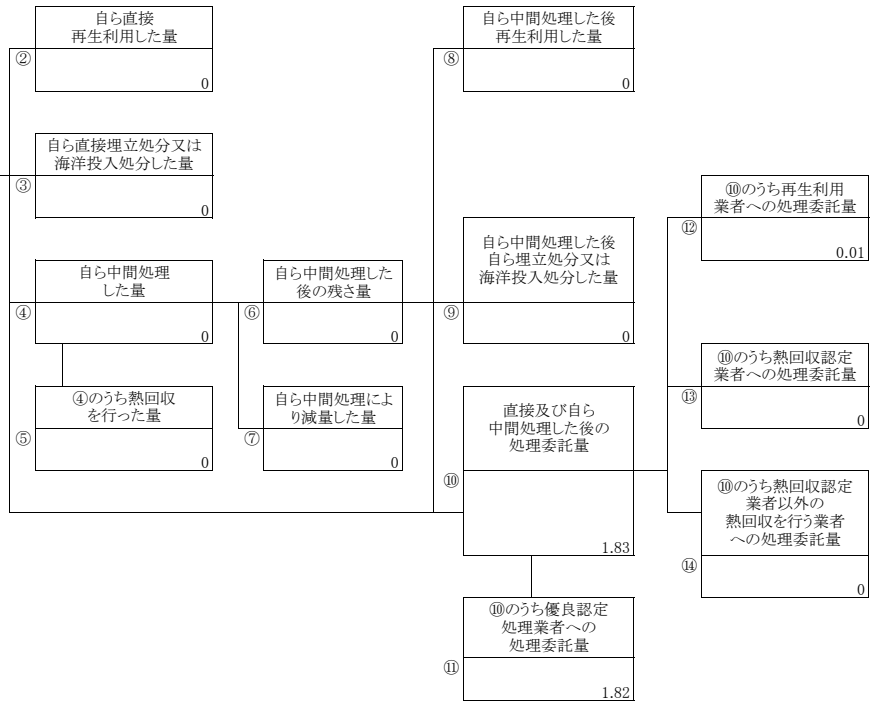 自ら直接
再生利用した量
②
0
自ら直接埋立処分又は
海洋投入処分した量
③
0
自ら中間処理
した量
④
0
④のうち熱回収
を行った量
⑤
0
自ら中間処理した
後の残さ量
⑥
0
自ら中間処理によ
り減量した量
⑦
0
自ら中間処理した後
再生利用した量
⑧
0
自ら中間処理した後
自ら埋立処分又は
海洋投入処分した量
⑨
0
直接及び自ら
中間処理した後の
処理委託量
⑩
1.83
⑩のうち優良認定
処理業者への
処理委託量
⑪
1.82
⑩のうち再生利用
業者への処理委託量
⑫
0.01
⑩のうち熱回収認定
業者への処理委託量
⑬
0
⑩のうち熱回収認定
業者以外の
熱回収を行う業者
への処理委託量
⑭
0